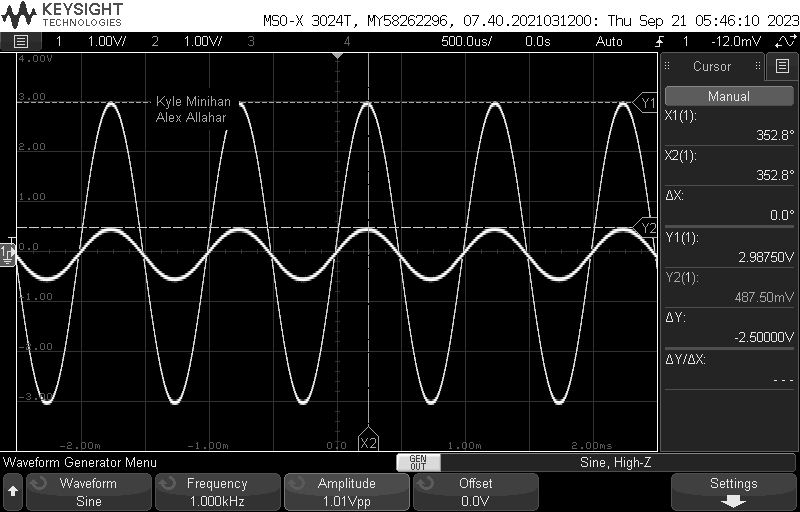 KEYSIGHT
TECHNOLOGIES
MSO-X 3024T, MY58262296, 07.40.2021031200: Thu Sep 21 05:46:10 2023
1 1.00V/ 2 1.00V/ 3 4 500.0us/ 0.0s Auto 1 -12.0mV
4.00V
3.00
2.00
1.00
0.0
-1.00
-2.00
-3.00
Kyle Minihan
Alex Allahar
Y1
Y2
1
-2.00m -1.00m 0.0 1.00m 2.00ms
X2
Cursor
Manual
X1(1):
352.8°
X2(1):
352.8°
ΔX:
0.0°
Y1(1):
2.98750V
Y2(1):
487.50mV
ΔY:
-2.50000V
ΔY/ΔX:
- - -
Waveform Generator Menu
GEN
OUT
Sine, High-Z
Waveform
Sine
Frequency
1.000kHz
Amplitude
1.01Vpp
Offset
0.0V
Settings